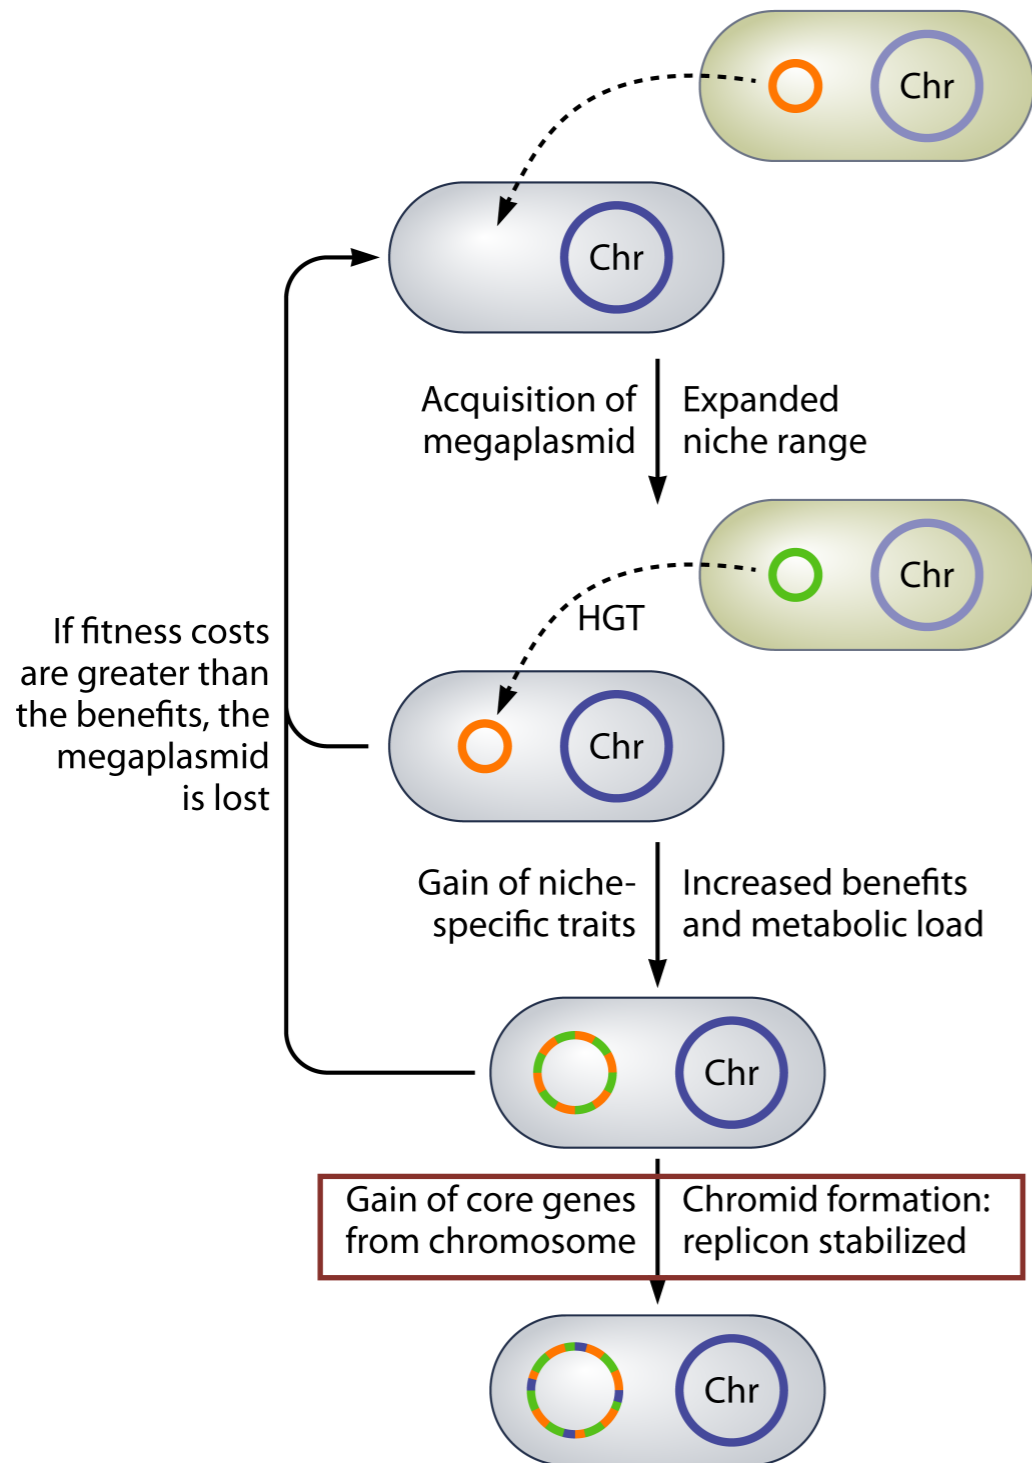 Chr
Chr
Acquisition of
megaplasmid
Expanded
niche range
Chr
HGT
If fitness costs
are greater than
the benefits, the
megaplasmid
is lost
Chr
Gain of niche-
specific traits
Increased benefits
and metabolic load
Chr
Gain of core genes
from chromosome
Chromid formation:
replicon stabilized
Chr